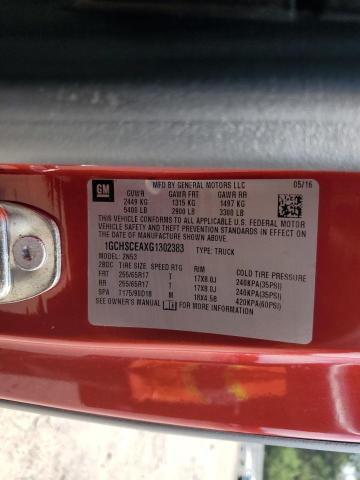 GM
MFD BY GENERAL MOTORS LLC 05/16
GVWR GAWR FRT GAWR RR
2449 KG 1315 KG 1497 KG
5400 LB 2900 LB 3300 LB
THIS VEHICLE CONFORMS TO ALL APPLICABLE U.S. FEDERAL MOTOR
VEHICLE SAFETY AND THEFT PREVENTION STANDARDS IN EFFECT ON
THE DATE OF MANUFACTURE SHOWN ABOVE.
1GCHSCEAXG1302383 TYPE: TRUCK
MODEL: 2N53
2BDC TIRE SIZE SPEED RTG RIM COLD TIRE PRESSURE
FRT 255/65R17 T 17X8.0J 240KPA(35PSI)
RR 255/65R17 T 17X8.0J 240KPA(35PSI)
SPA T175/90D18 M 18X4.5B 420KPA(60PSI)
SEE OWNER'S MANUAL FOR MORE INFORMATION.